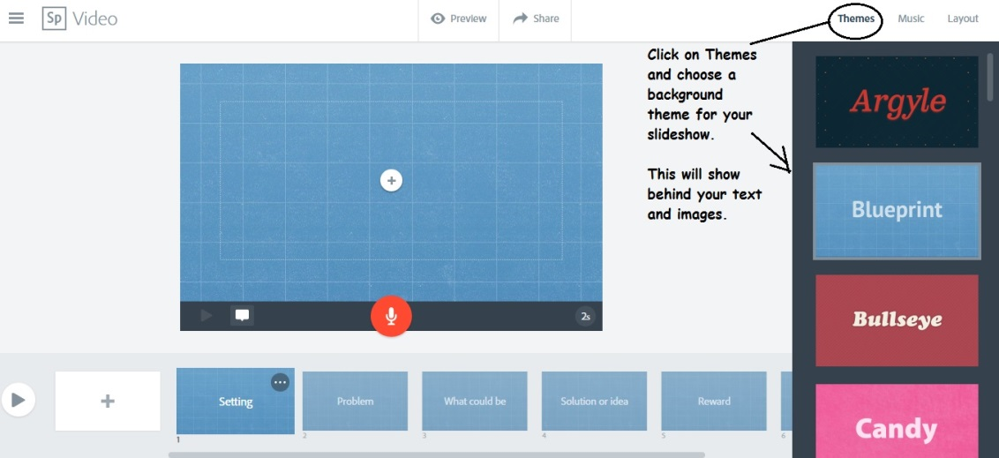 Sp Video
Preview
Share
Themes
Music
Layout
Click on Themes
and choose a
background
theme for your
slideshow.
This will show
behind your text
and images.
Argyle
Blueprint
Bullseye
Candy
2s
Setting
Problem
What could be
Solution or idea
Reward
1
2
3
4
5
6